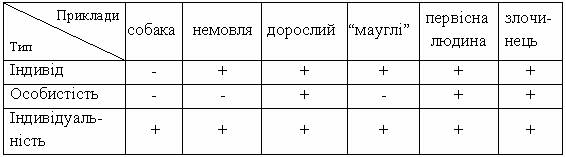 Приклади
Тип
собака немовля дорослий “мауглі” первісна людина злочи-нець
Індивід - + + + + +
Особистість - - + - + +
Індивідуаль-
ність + + + + + +